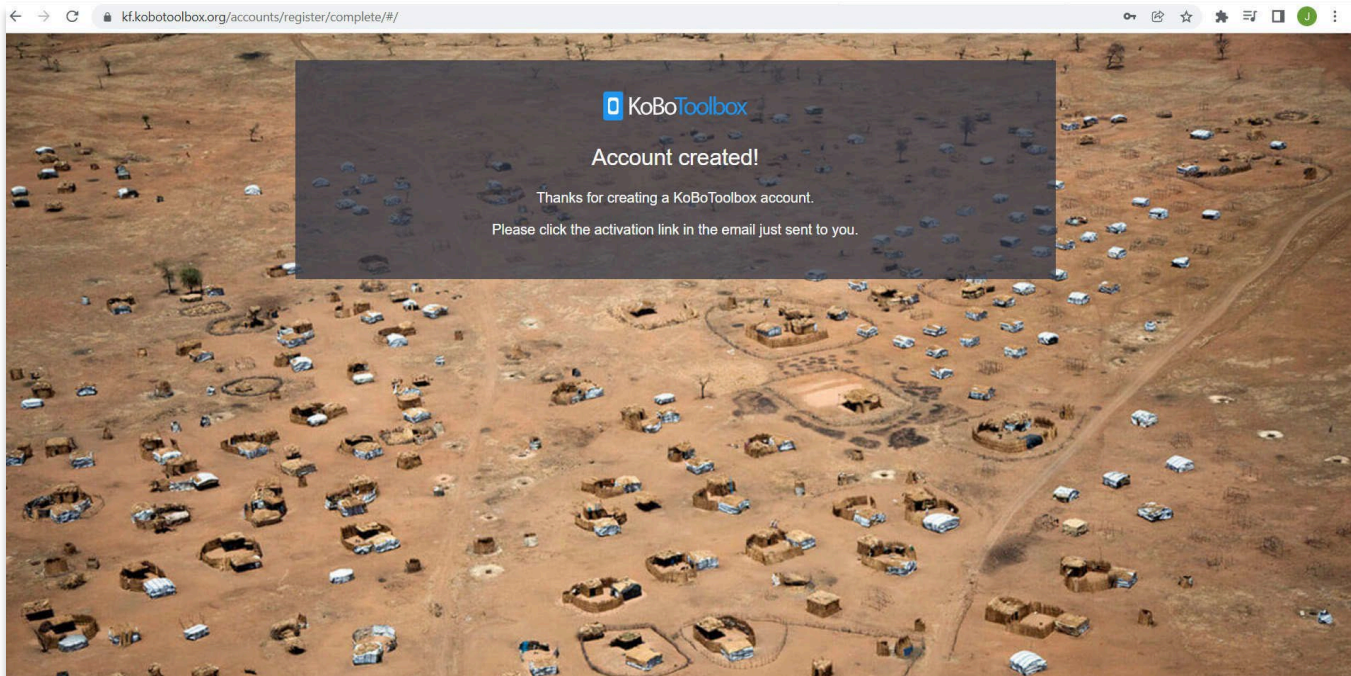 kf.kobotoolbox.org/accounts/register/complete/#/
J
KoBoToolbox
Account created!
Thanks for creating a KoBoToolbox account.
Please click the activation link in the email just sent to you.